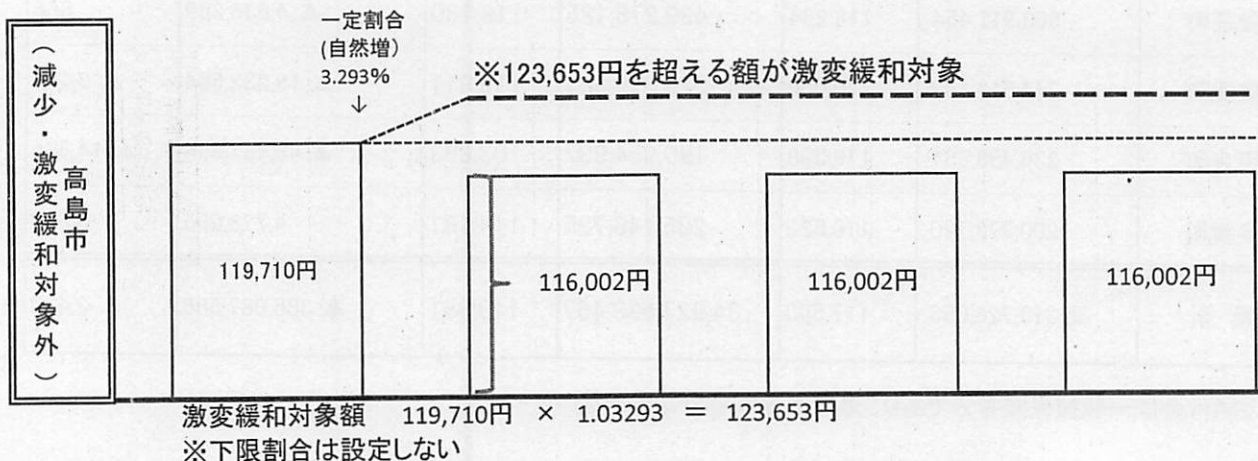 高島市
（減少・激変緩和対象外）
一定割合
(自然増)
3.293%
↓
※123,653円を超える額が激変緩和対象
119,710円
116,002円
116,002円
116,002円
激変緩和対象額 119,710円 × 1.03293 ＝ 123,653円
※下限割合は設定しない